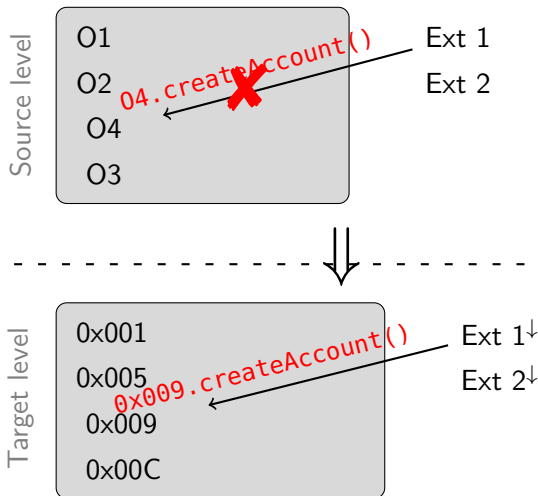 Source level
O1
O2
O4
O3
O4.createAccount()
Ext 1
Ext 2
Target level
0x001
0x005
0x009
0x00C
0x009.createAccount()
Ext 1↓
Ext 2↓